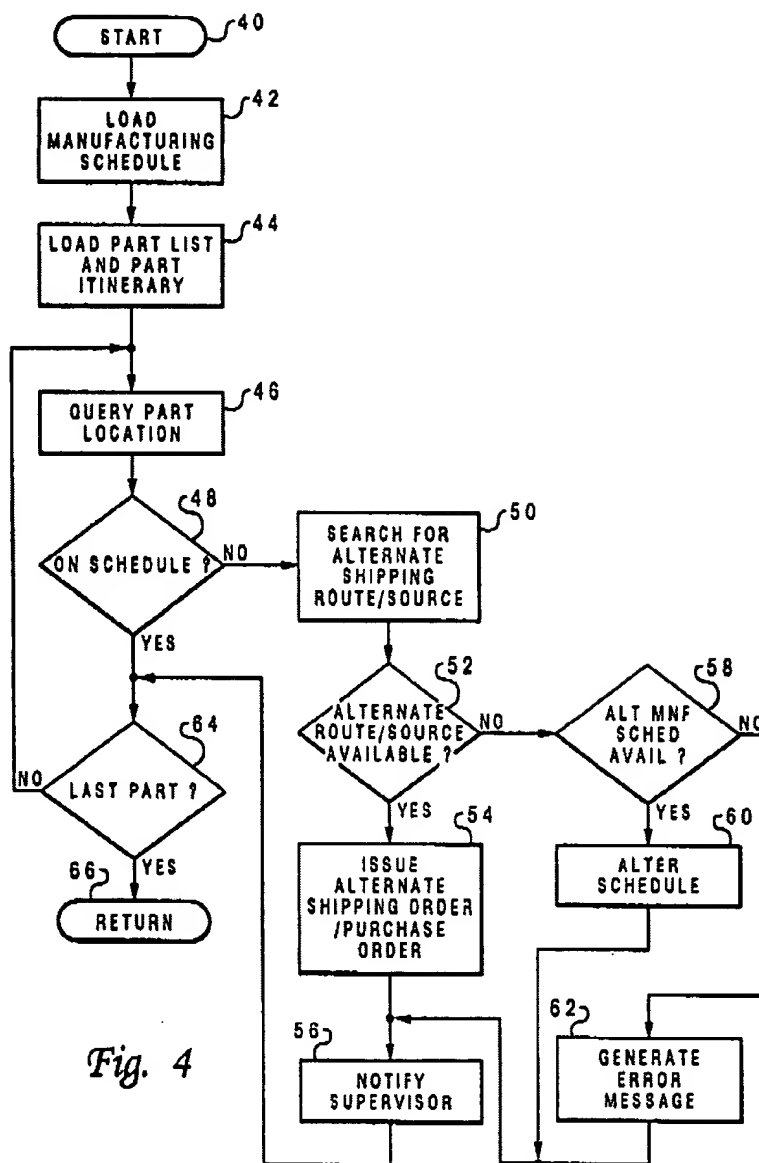 START
40
42
LOAD
MANUFACTURING
SCHEDULE
44
LOAD PART LIST
AND PART
ITINERARY
46
QUERY PART
LOCATION
48
ON SCHEDULE ?
NO
YES
50
SEARCH FOR
ALTERNATE
SHIPPING
ROUTE/SOURCE
52
ALTERNATE
ROUTE/SOURCE
AVAILABLE ?
NO
YES
58
ALT MNF
SCHED
AVAIL ?
NO
YES
64
LAST PART ?
NO
YES
66
RETURN
54
ISSUE
ALTERNATE
SHIPPING ORDER
/PURCHASE
ORDER
60
ALTER
SCHEDULE
56
NOTIFY
SUPERVISOR
62
GENERATE
ERROR
MESSAGE
Fig. 4